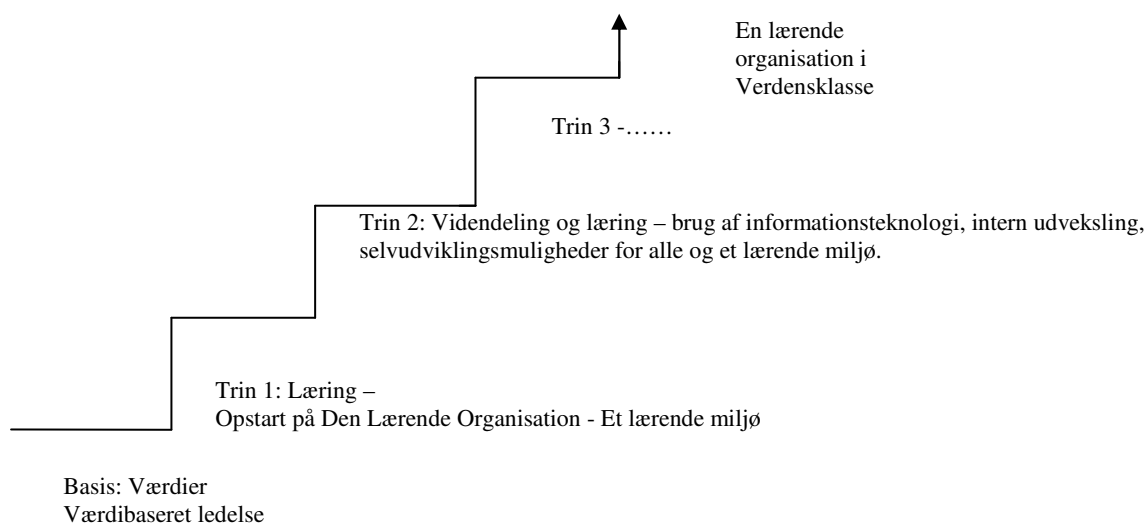 En lærende
organisation i
Verdensklasse
Trin 3 -……
Trin 2: Videndeling og læring – brug af informationsteknologi, intern udveksling,
selvudviklingsmuligheder for alle og et lærende miljø.
Trin 1: Læring –
Opstart på Den Lærende Organisation - Et lærende miljø
Basis: Værdier
Værdibaseret ledelse